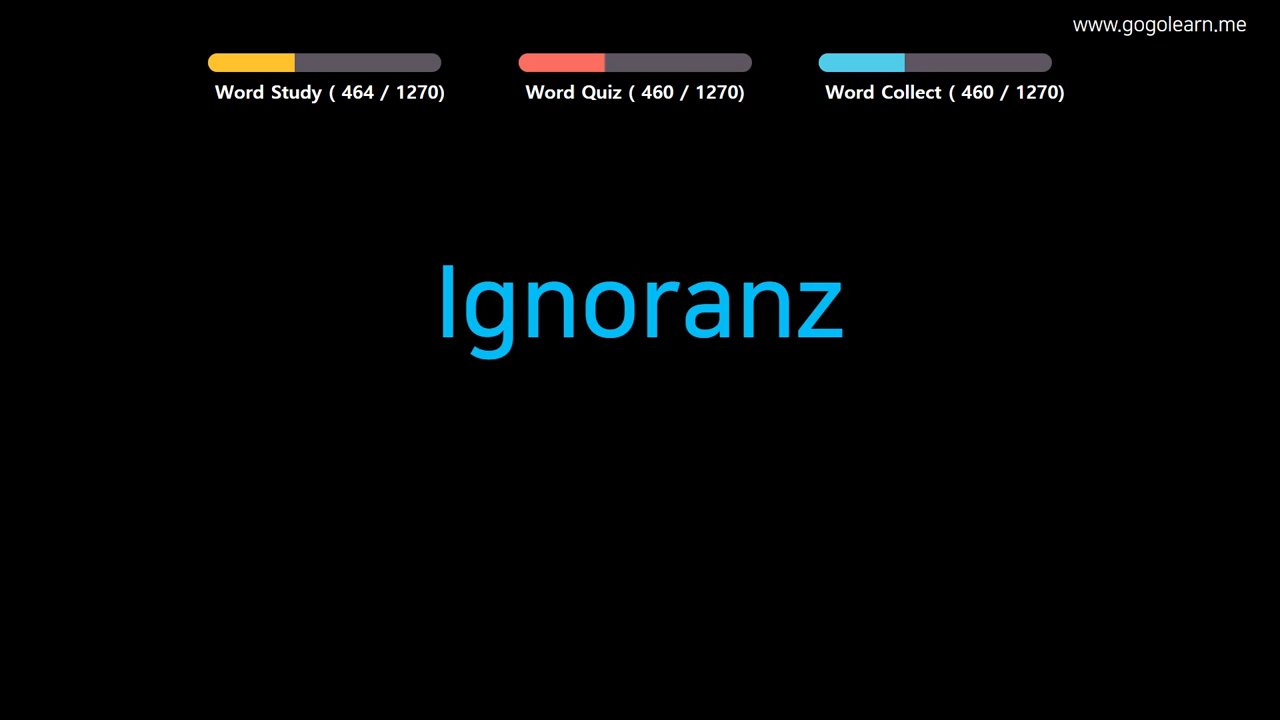 www.gogolearn.me
Word Study ( 464 / 1270)
Word Quiz ( 460 / 1270)
Word Collect ( 460 / 1270)
Ignoranz